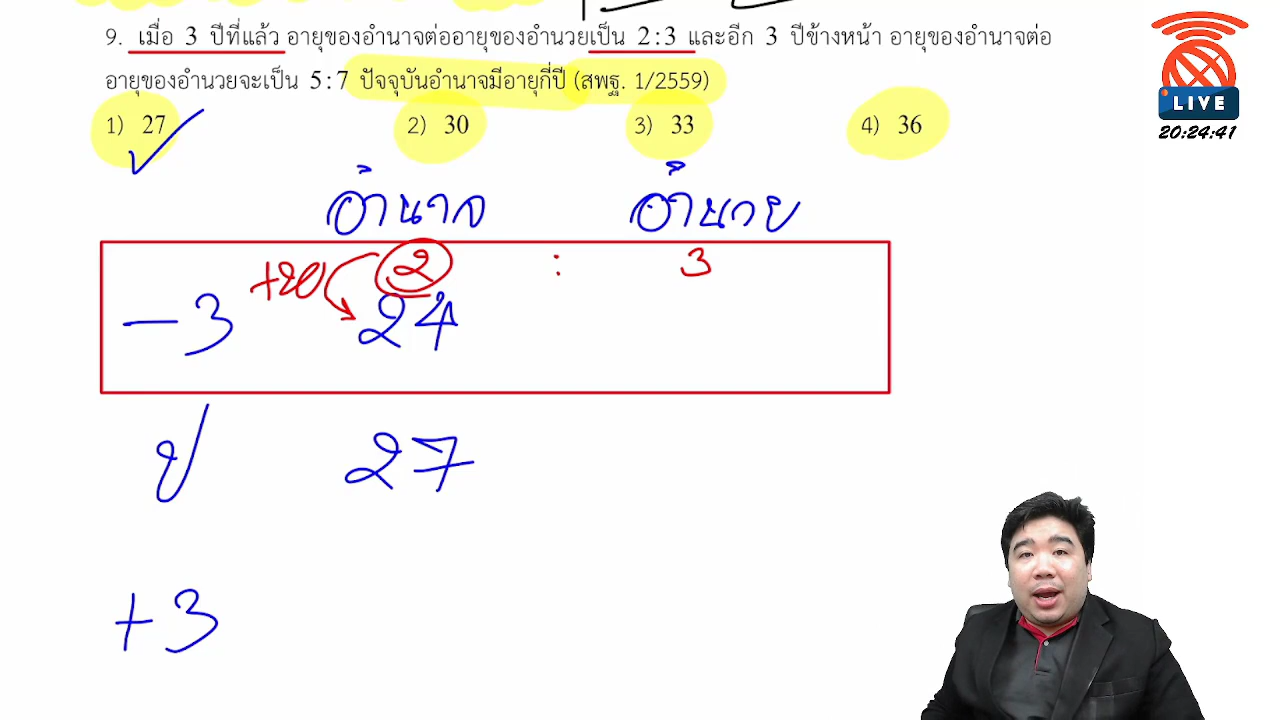 9. เมื่อ 3 ปีที่แล้ว อายุของอำนาจต่ออายุของอำนวยเป็น 2:3 และอีก 3 ปีข้างหน้า อายุของอำนาจต่อ
อายุของอำนวยจะเป็น 5:7 ปัจจุบันอำนาจมีอายุกี่ปี (สพฐ. 1/2559)
1) 27 2) 30 3) 33 4) 36
LIVE
20:24:41
อำนาจ อำนวย
+20 2 : 3
-3 24
ป 27
+3